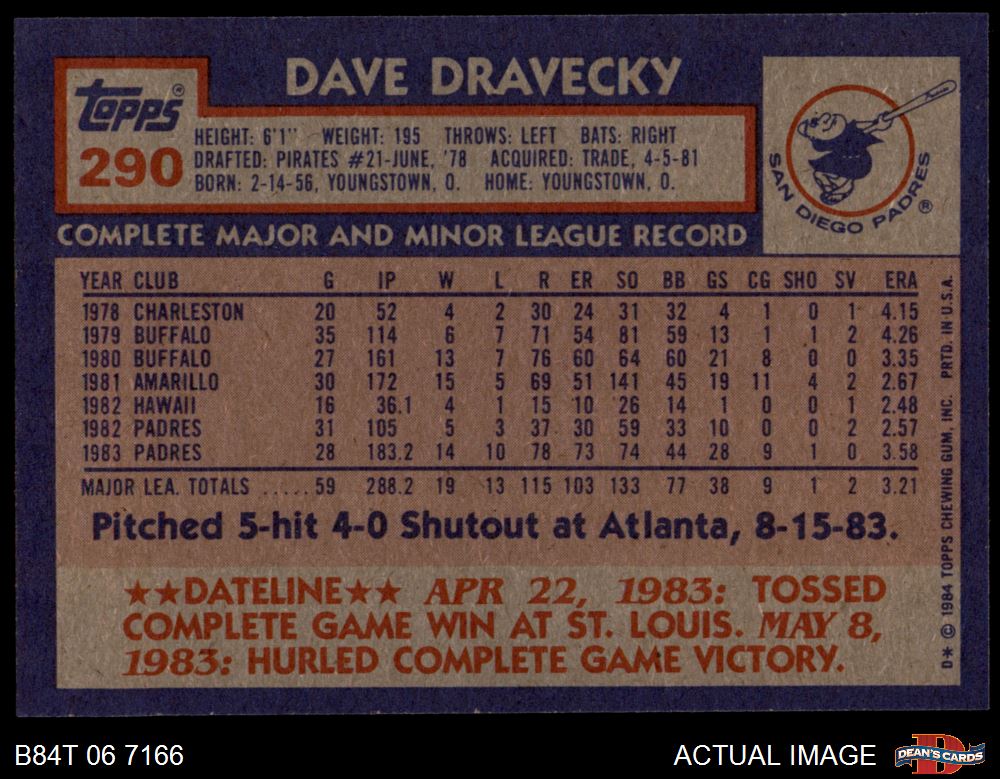 DAVE DRAVECKY
Topps®
290
HEIGHT: 6'1" WEIGHT: 195 THROWS: LEFT BATS: RIGHT
DRAFTED: PIRATES #21-JUNE, '78 ACQUIRED: TRADE, 4-5-81
BORN: 2-14-56, YOUNGSTOWN, O. HOME: YOUNGSTOWN, O.
SAN DIEGO PADRES ®
COMPLETE MAJOR AND MINOR LEAGUE RECORD
YEAR CLUB G IP W L R ER SO BB GS CG SHO SV ERA
1978 CHARLESTON 20 52 4 2 30 24 31 32 4 1 0 1 4.15
1979 BUFFALO 35 114 6 7 71 54 81 59 13 1 1 2 4.26
1980 BUFFALO 27 161 13 7 76 60 64 60 21 8 0 0 3.35
1981 AMARILLO 30 172 15 5 69 51 141 45 19 11 4 2 2.67
1982 HAWAII 16 36.1 4 1 15 10 26 14 1 0 0 1 2.48
1982 PADRES 31 105 5 3 37 30 59 33 10 0 0 2 2.57
1983 PADRES 28 183.2 14 10 78 73 74 44 28 9 1 0 3.58
MAJOR LEA. TOTALS ..... 59 288.2 19 13 115 103 133 77 38 9 1 2 3.21
Pitched 5-hit 4-0 Shutout at Atlanta, 8-15-83.
★★DATELINE★★ APR 22, 1983: TOSSED
COMPLETE GAME WIN AT ST. LOUIS. MAY 8,
1983: HURLED COMPLETE GAME VICTORY.
D* © 1984 TOPPS CHEWING GUM, INC. PRTD. IN U.S.A.
B84T 06 7166
ACTUAL IMAGE
DEAN'S CARDS